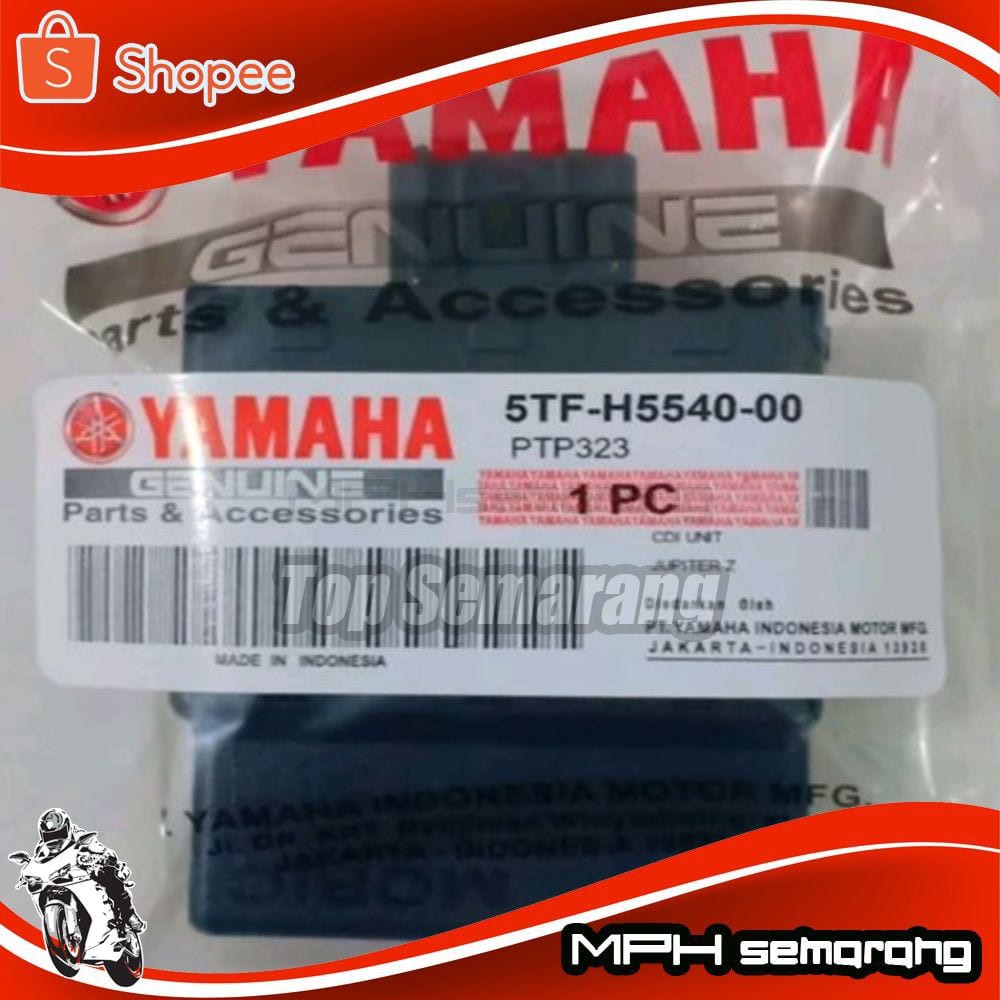 Shopee
YAMAHA
GENUINE
Parts & Accessories
YAMAHA
GENUINE
Parts & Accessories
5TF-H5540-00
PTP323
1 PC
CDI UNIT
JUPITER-Z
Top Semarang
Diedarkan Oleh
PT. YAMAHA INDONESIA MOTOR MFG.
JAKARTA-INDONESIA 13920
MADE IN INDONESIA
YAMAHA INDONESIA MOTOR MFG.
JAKARTA
MPH semarang